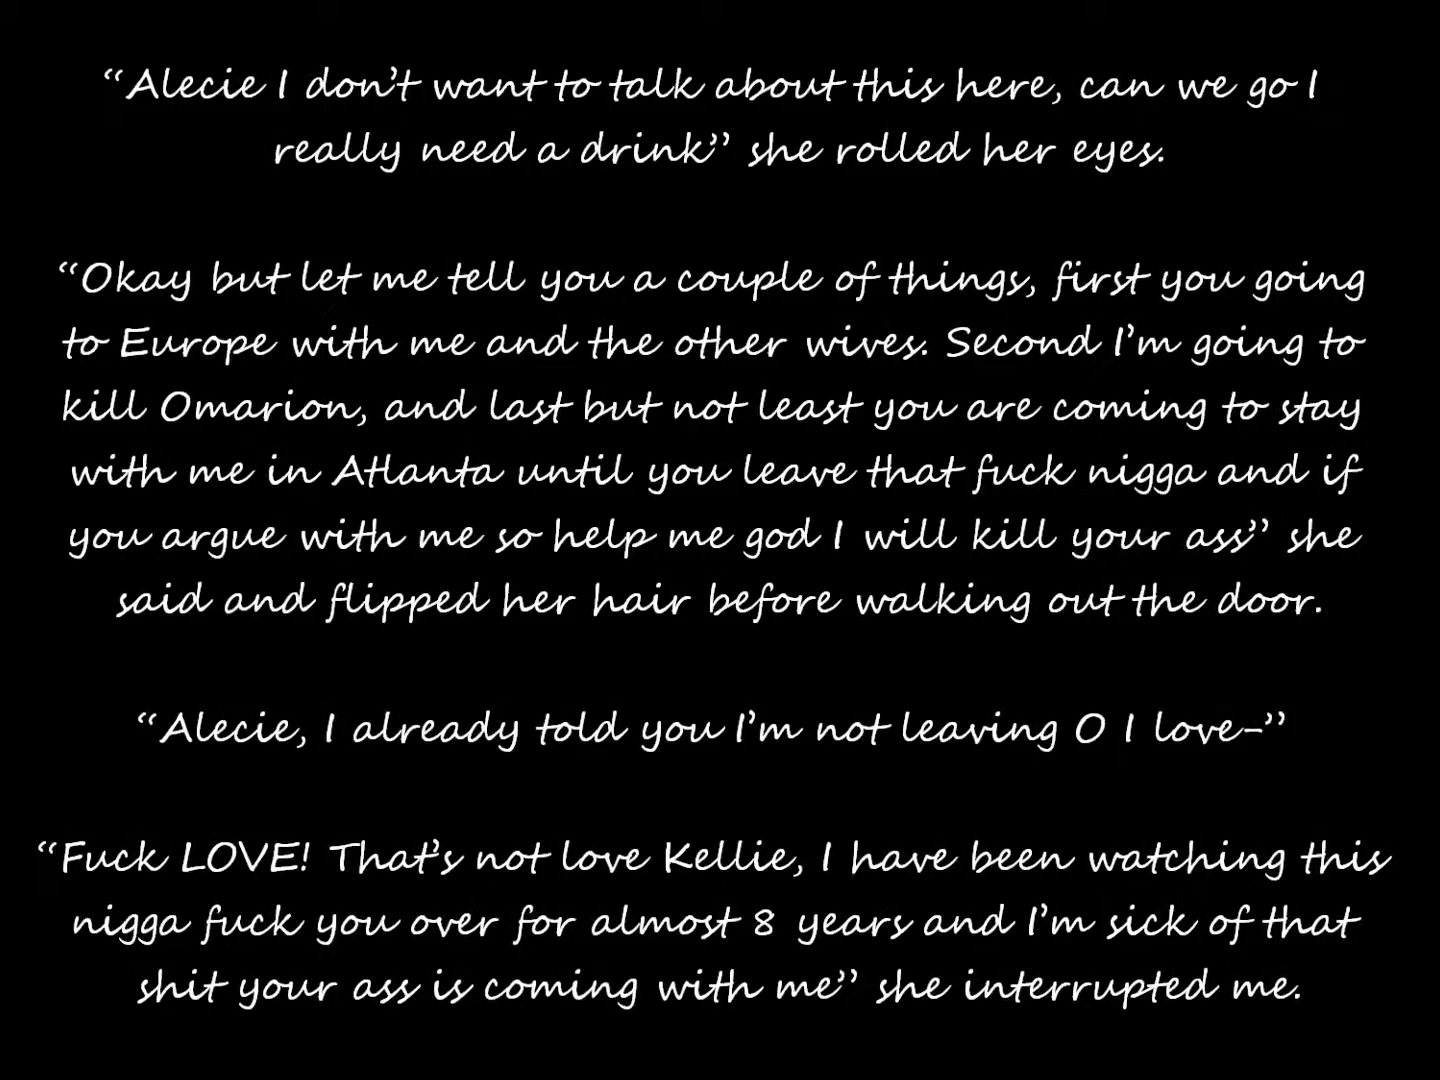 “Alecie I don’t want to talk about this here, can we go I
really need a drink” she rolled her eyes.
“Okay but let me tell you a couple of things, first you going
to Europe with me and the other wives. Second I’m going to
kill Omarion, and last but not least you are coming to stay
with me in Atlanta until you leave that fuck nigga and if
you argue with me so help me god I will kill your ass” she
said and flipped her hair before walking out the door.
“Alecie, I already told you I’m not leaving O I love-”
“Fuck LOVE! That’s not love Kellie, I have been watching this
nigga fuck you over for almost 8 years and I’m sick of that
shit your ass is coming with me” she interrupted me.